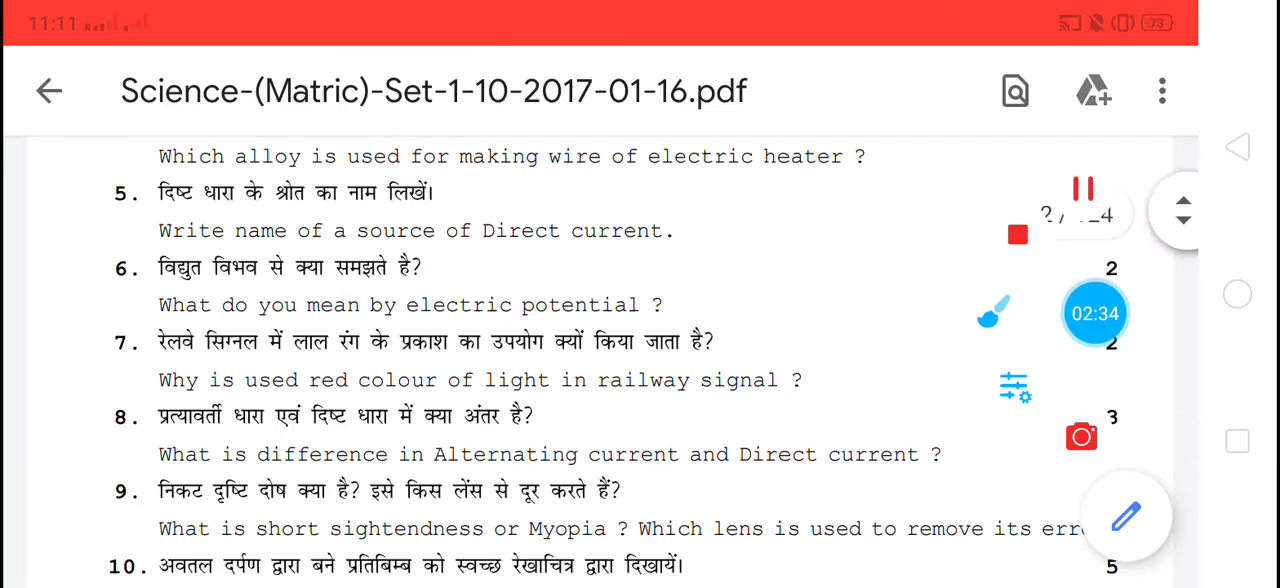 11:11
73
Science-(Matric)-Set-1-10-2017-01-16.pdf
Which alloy is used for making wire of electric heater ?
5. दिष्ट धारा के श्रोत का नाम लिखें।
Write name of a source of Direct current.
6. विद्युत विभव से क्या समझते है? 2
What do you mean by electric potential ?
02:34
7. रेलवे सिग्नल में लाल रंग के प्रकाश का उपयोग क्यों किया जाता है? 2
Why is used red colour of light in railway signal ?
8. प्रत्यावर्ती धारा एवं दिष्ट धारा में क्या अंतर है? 3
What is difference in Alternating current and Direct current ?
9. निकट दृष्टि दोष क्या है? इसे किस लेंस से दूर करते हैं?
What is short sightendness or Myopia ? Which lens is used to remove its
10. अवतल दर्पण द्वारा बने प्रतिबिम्ब को स्वच्छ रेखाचित्र द्वारा दिखायें। 5